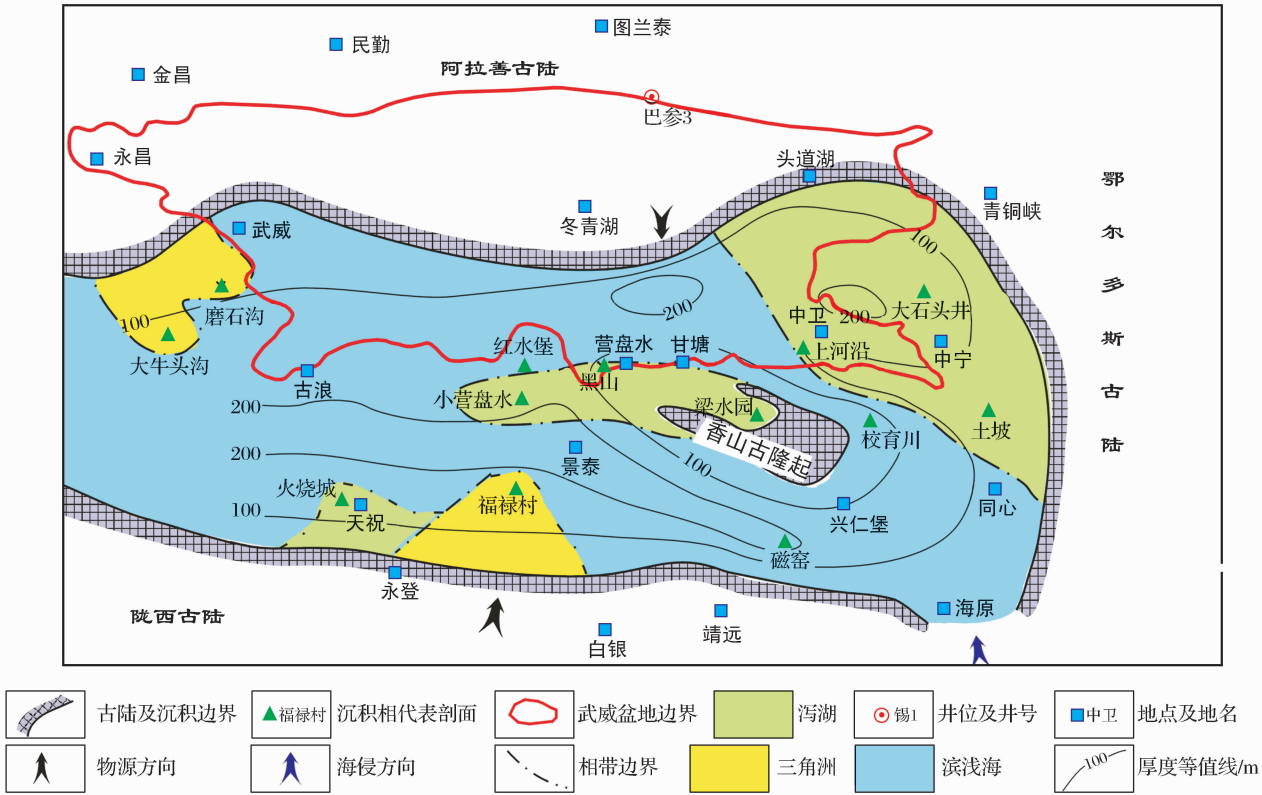 图兰泰
民勤
金昌
阿拉善古陆
巴参3
永昌
头道湖
鄂尔多斯古陆
青铜峡
冬青湖
武威
100
200
磨石沟
100
大牛头沟
大石头井
中卫
200
上河沿
中宁
红水堡
营盘水
甘塘
黑山
古浪
小营盘水
200
梁水园
香山古隆起
校育川
土坡
200
景泰
100
火烧城
天祝
福禄村
100
兴仁堡
同心
磁窑
永登
陇西古陆
白银
靖远
海原
古陆及沉积边界
福禄村
沉积相代表剖面
武威盆地边界
泻湖
锡1
井位及井号
中卫
地点及地名
物源方向
海侵方向
相带边界
三角洲
滨浅海
100
厚度等值线/m